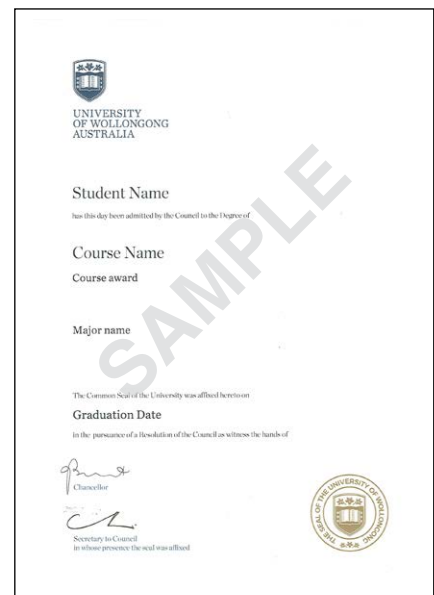 UNIVERSITY
OF WOLLONGONG
AUSTRALIA
Student Name
has this day been admitted by the Council to the Degree of
Course Name
Course award
Major name
SAMPLE
The Common Seal of the University was affixed hereto on
Graduation Date
in the pursuance of a Resolution of the Council as witness the hands of
Chancellor
Secretary to Council
in whose presence the seal was affixed
THE SEAL OF THE UNIVERSITY OF WOLLONGONG